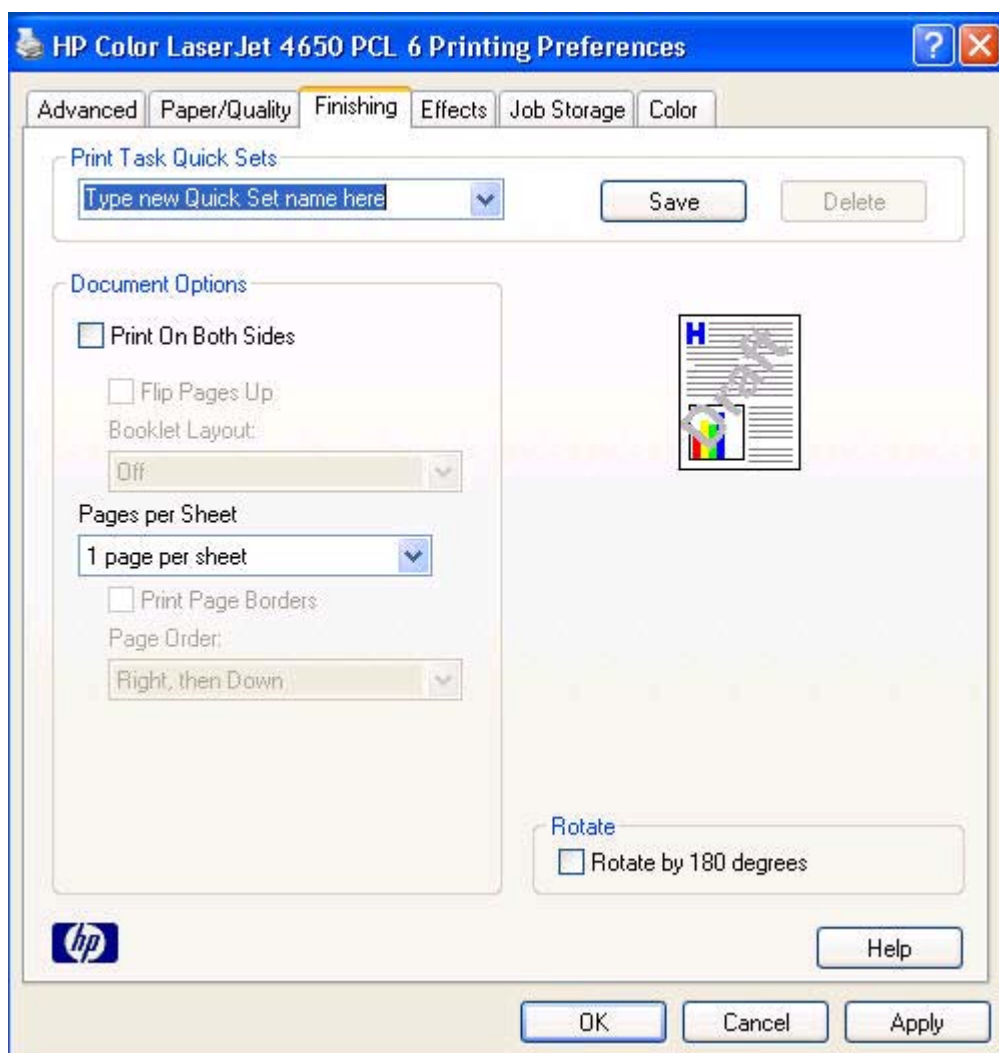 HP Color LaserJet 4650 PCL 6 Printing Preferences
Advanced Paper/Quality Finishing Effects Job Storage Color
Print Task Quick Sets
Type new Quick Set name here Save Delete
Document Options
Print On Both Sides
Flip Pages Up
Booklet Layout:
Off
Pages per Sheet
1 page per sheet
Print Page Borders
Page Order:
Right, then Down
H
Draft
Rotate
Rotate by 180 degrees
hp
Help
OK Cancel Apply